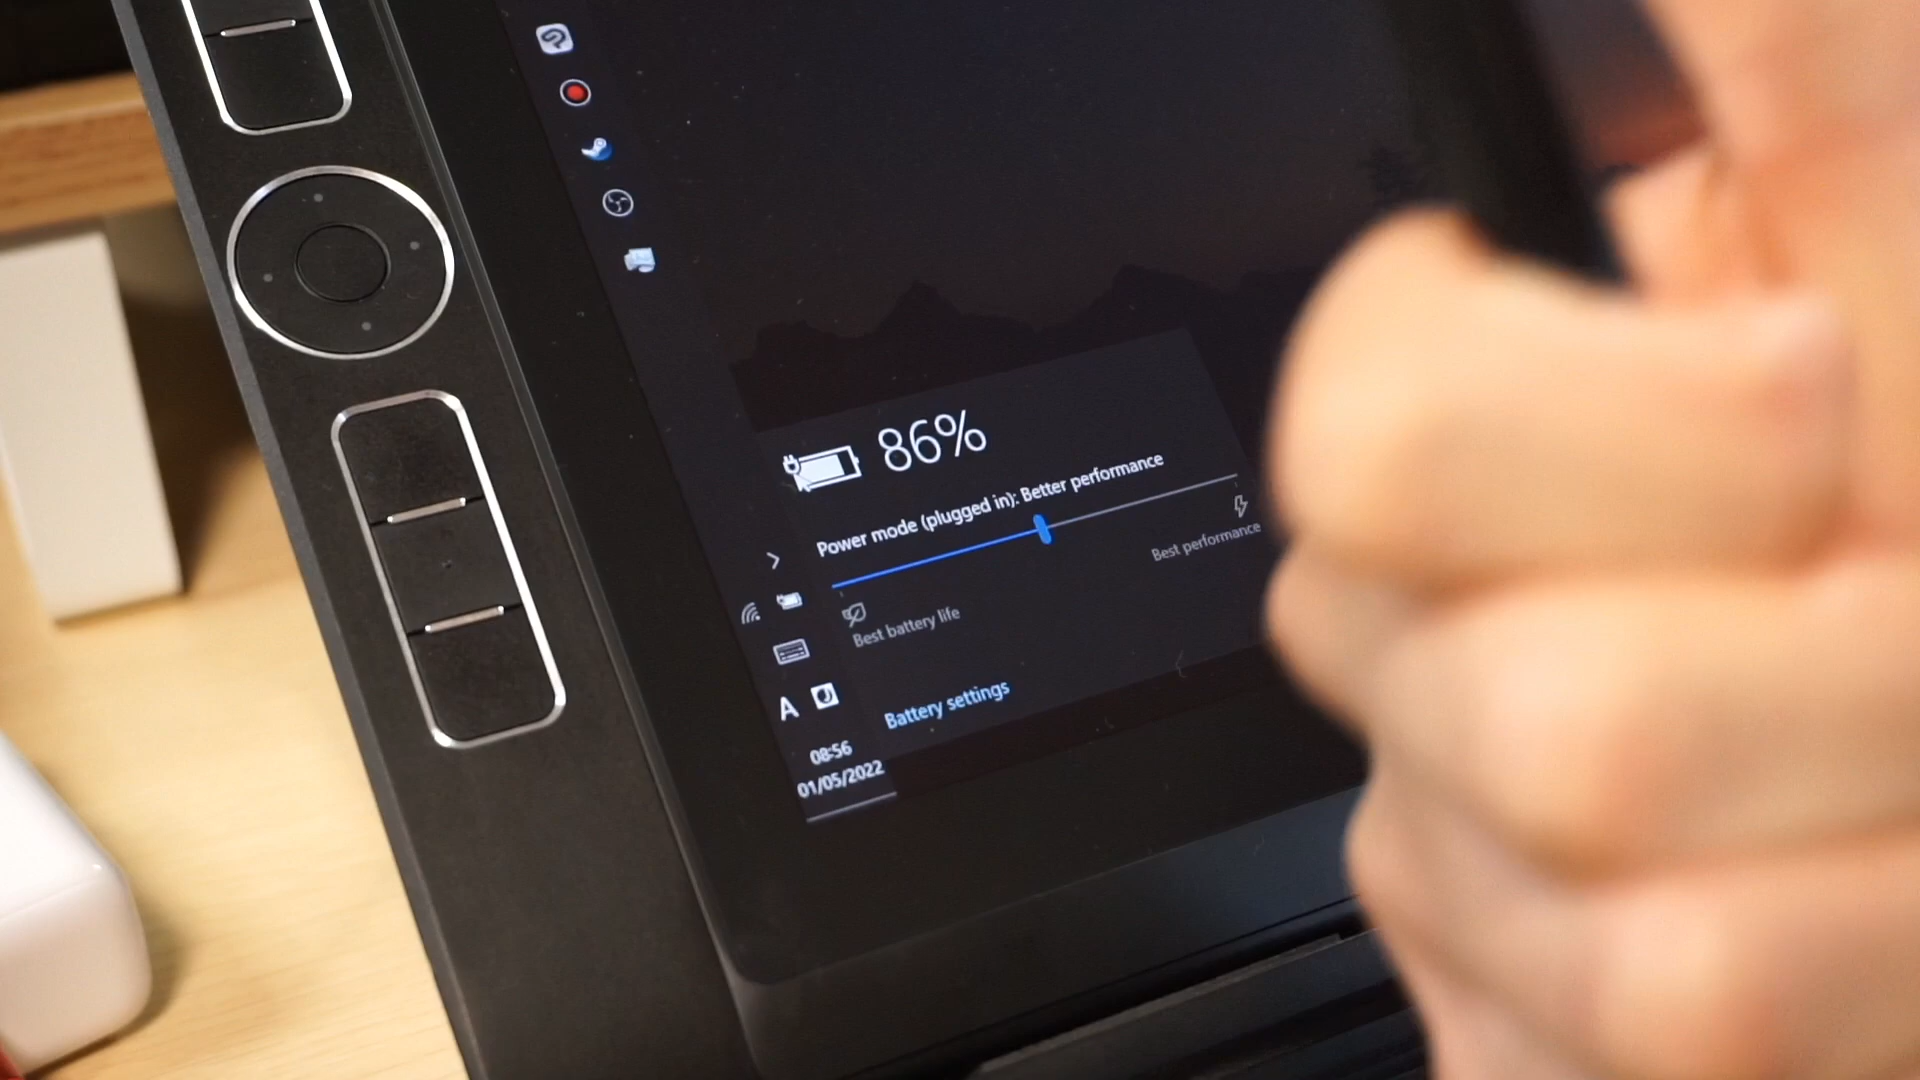 86%
Power mode (plugged in): Better performance
Best performance
Best battery life
A
Battery settings
08:56
01/05/2022